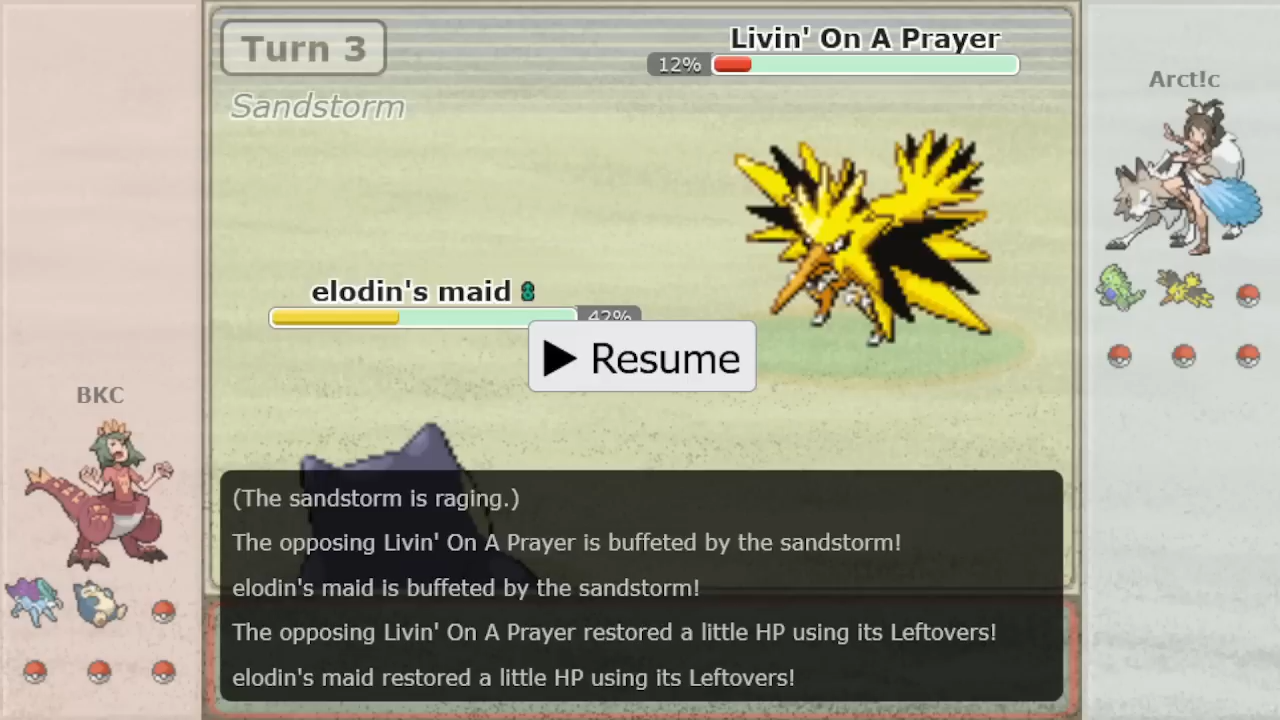 Turn 3
Livin' On A Prayer
12%
Sandstorm
Arct!c
elodin's maid 8
42%
Resume
BKC
(The sandstorm is raging.)
The opposing Livin' On A Prayer is buffeted by the sandstorm!
elodin's maid is buffeted by the sandstorm!
The opposing Livin' On A Prayer restored a little HP using its Leftovers!
elodin's maid restored a little HP using its Leftovers!